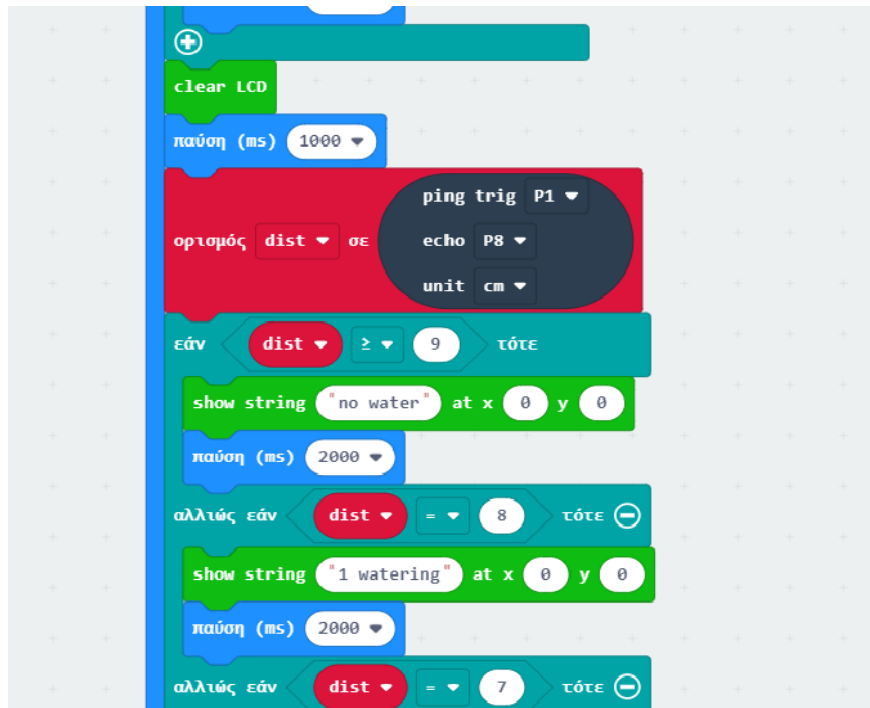 clear LCD
παύση (ms) 1000
ping trig P1
ορισμός dist σε echo P8
unit cm
εάν dist ≥ 9 τότε
show string "no water" at x 0 y 0
παύση (ms) 2000
αλλιώς εάν dist = 8 τότε
show string "1 watering" at x 0 y 0
παύση (ms) 2000
αλλιώς εάν dist = 7 τότε